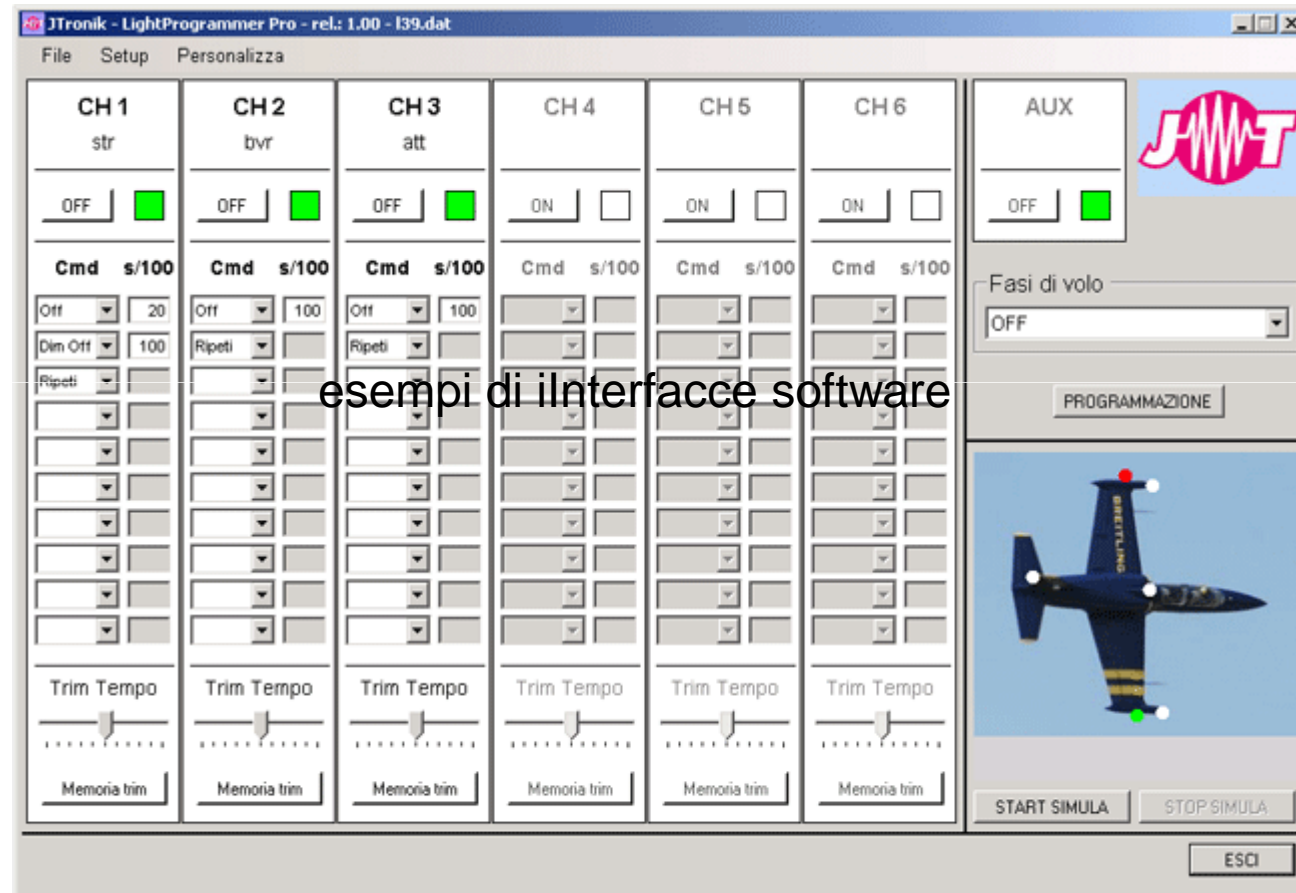 JTronik - LightProgrammer Pro - rel.: 1.00 - l39.dat
File Setup Personalizza
CH 1 CH 2 CH 3 CH 4 CH 5 CH 6 AUX
str bvr att
JT
OFF OFF OFF ON ON ON OFF
Cmd s/100 Cmd s/100 Cmd s/100 Cmd s/100 Cmd s/100 Cmd s/100
Fasi di volo
OFF
Off 20 Off 100 Off 100
Dim Off 100 Ripeti Ripeti
Ripeti
esempi di iInterfacce software
PROGRAMMAZIONE
BREITLING
Trim Tempo Trim Tempo Trim Tempo Trim Tempo Trim Tempo Trim Tempo
Memoria trim Memoria trim Memoria trim Memoria trim Memoria trim Memoria trim
START SIMULA STOP SIMULA
ESCI